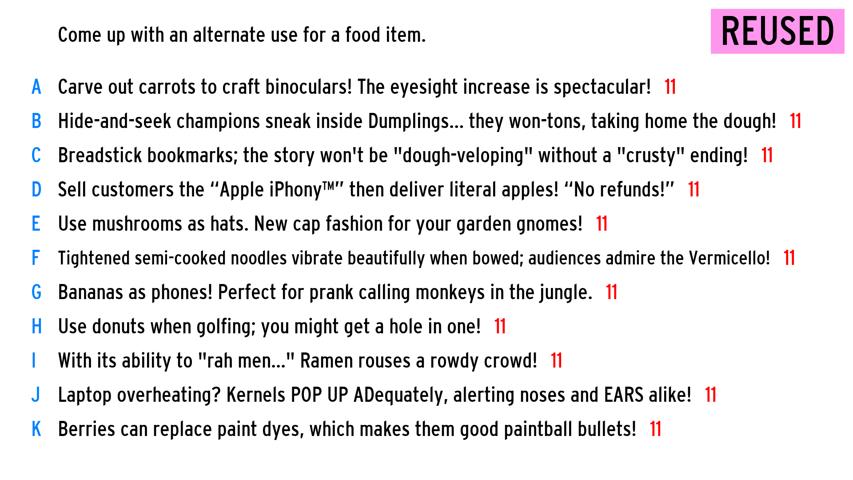 Come up with an alternate use for a food item. REUSED
A Carve out carrots to craft binoculars! The eyesight increase is spectacular! 11
B Hide-and-seek champions sneak inside Dumplings... they won-tons, taking home the dough! 11
C Breadstick bookmarks; the story won't be "dough-veloping" without a "crusty" ending! 11
D Sell customers the “Apple iPhony™” then deliver literal apples! “No refunds!” 11
E Use mushrooms as hats. New cap fashion for your garden gnomes! 11
F Tightened semi-cooked noodles vibrate beautifully when bowed; audiences admire the Vermicello! 11
G Bananas as phones! Perfect for prank calling monkeys in the jungle. 11
H Use donuts when golfing; you might get a hole in one! 11
I With its ability to "rah men..." Ramen rouses a rowdy crowd! 11
J Laptop overheating? Kernels POP UP ADequately, alerting noses and EARS alike! 11
K Berries can replace paint dyes, which makes them good paintball bullets! 11